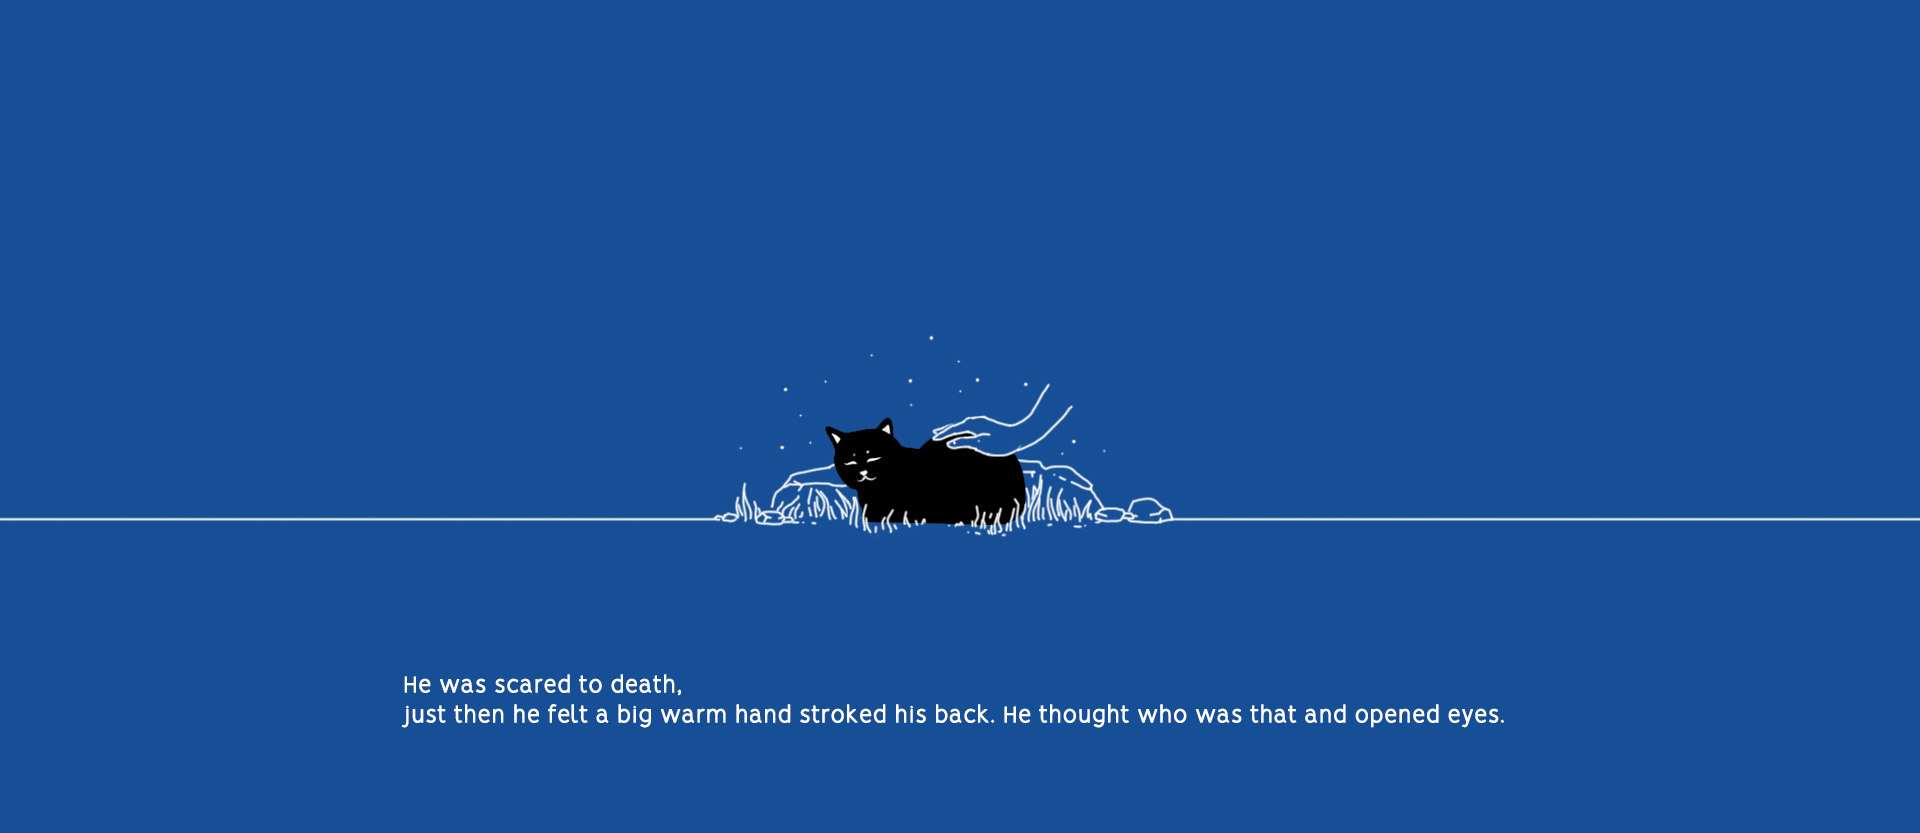 He was scared to death,
just then he felt a big warm hand stroked his back. He thought who was that and opened eyes.